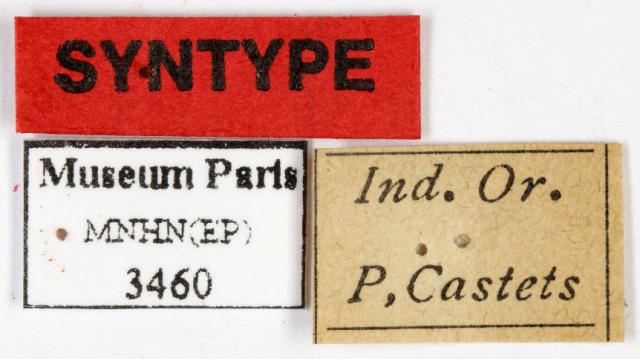 SYNTYPE
Museum Paris
MNHN(EP)
3460
Ind. Or.
P, Castets